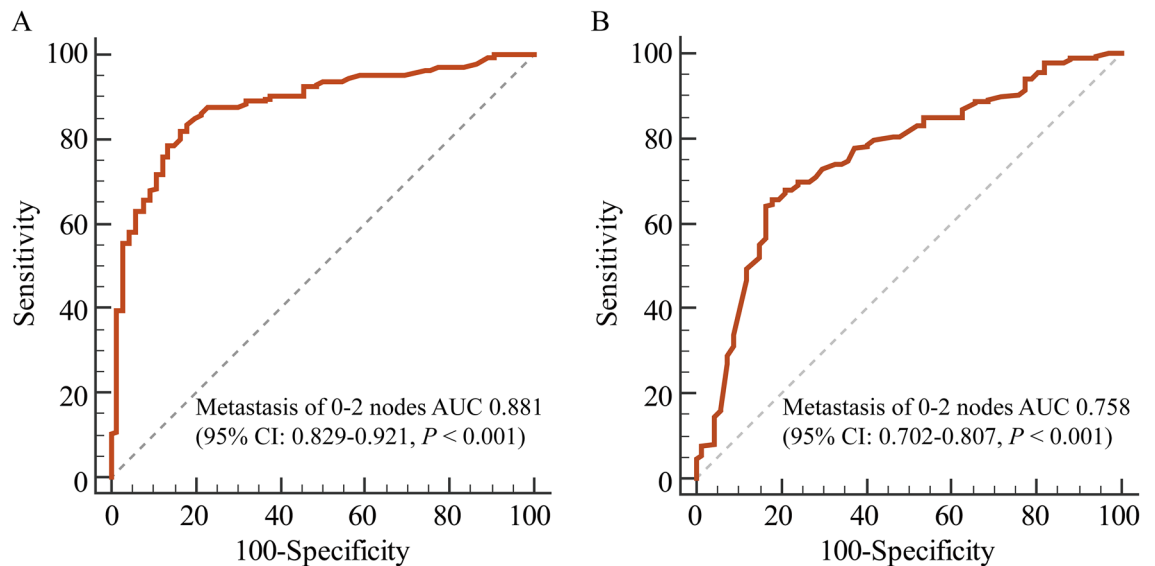 A
100
80
60
40
20
0
Sensitivity
0 20 40 60 80 100
100-Specificity
Metastasis of 0-2 nodes AUC 0.881
(95% CI: 0.829-0.921, P < 0.001)
B
100
80
60
40
20
0
Sensitivity
0 20 40 60 80 100
100-Specificity
Metastasis of 0-2 nodes AUC 0.758
(95% CI: 0.702-0.807, P < 0.001)